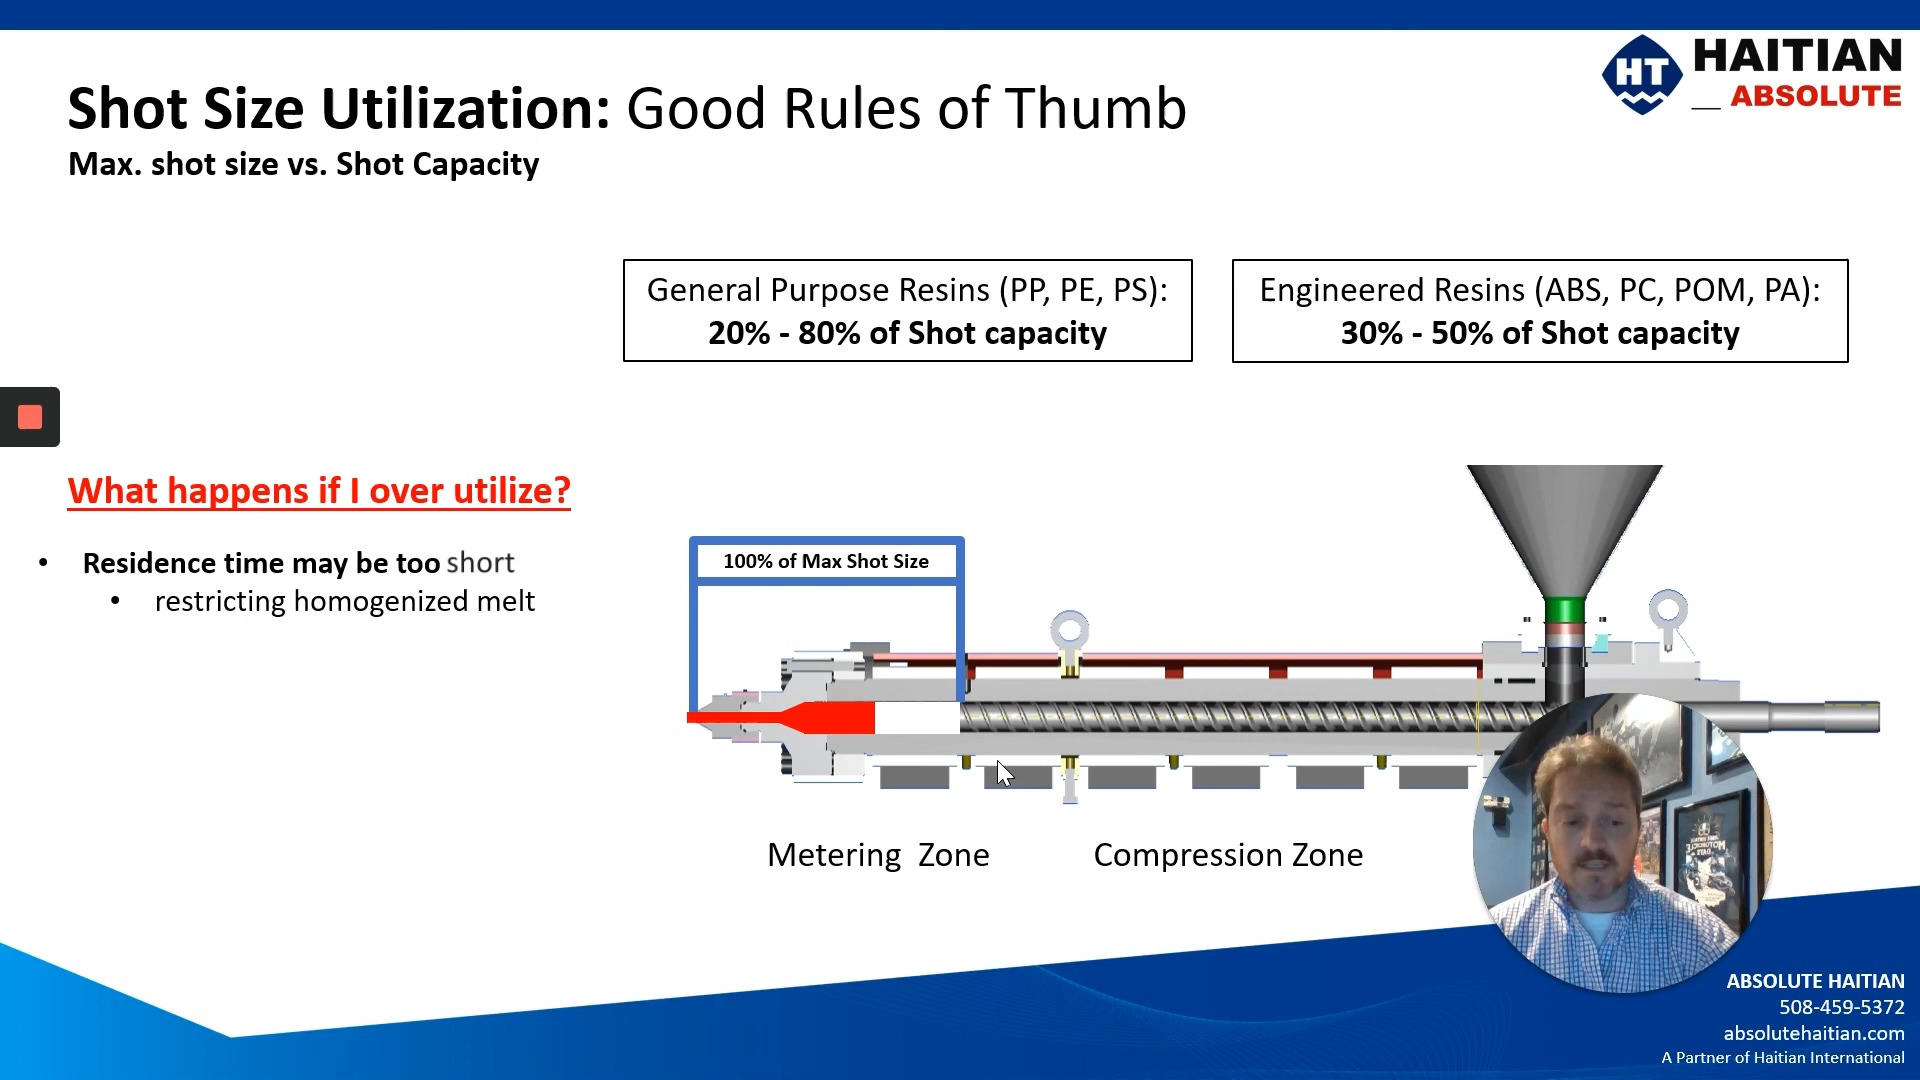 HT
HAITIAN
ABSOLUTE
Shot Size Utilization: Good Rules of Thumb
Max. shot size vs. Shot Capacity
General Purpose Resins (PP, PE, PS):
20% - 80% of Shot capacity
Engineered Resins (ABS, PC, POM, PA):
30% - 50% of Shot capacity
What happens if I over utilize?
• Residence time may be too short
• restricting homogenized melt
100% of Max Shot Size
Metering Zone
Compression Zone
ABSOLUTE HAITIAN
508-459-5372
absolutehaitian.com
A Partner of Haitian International